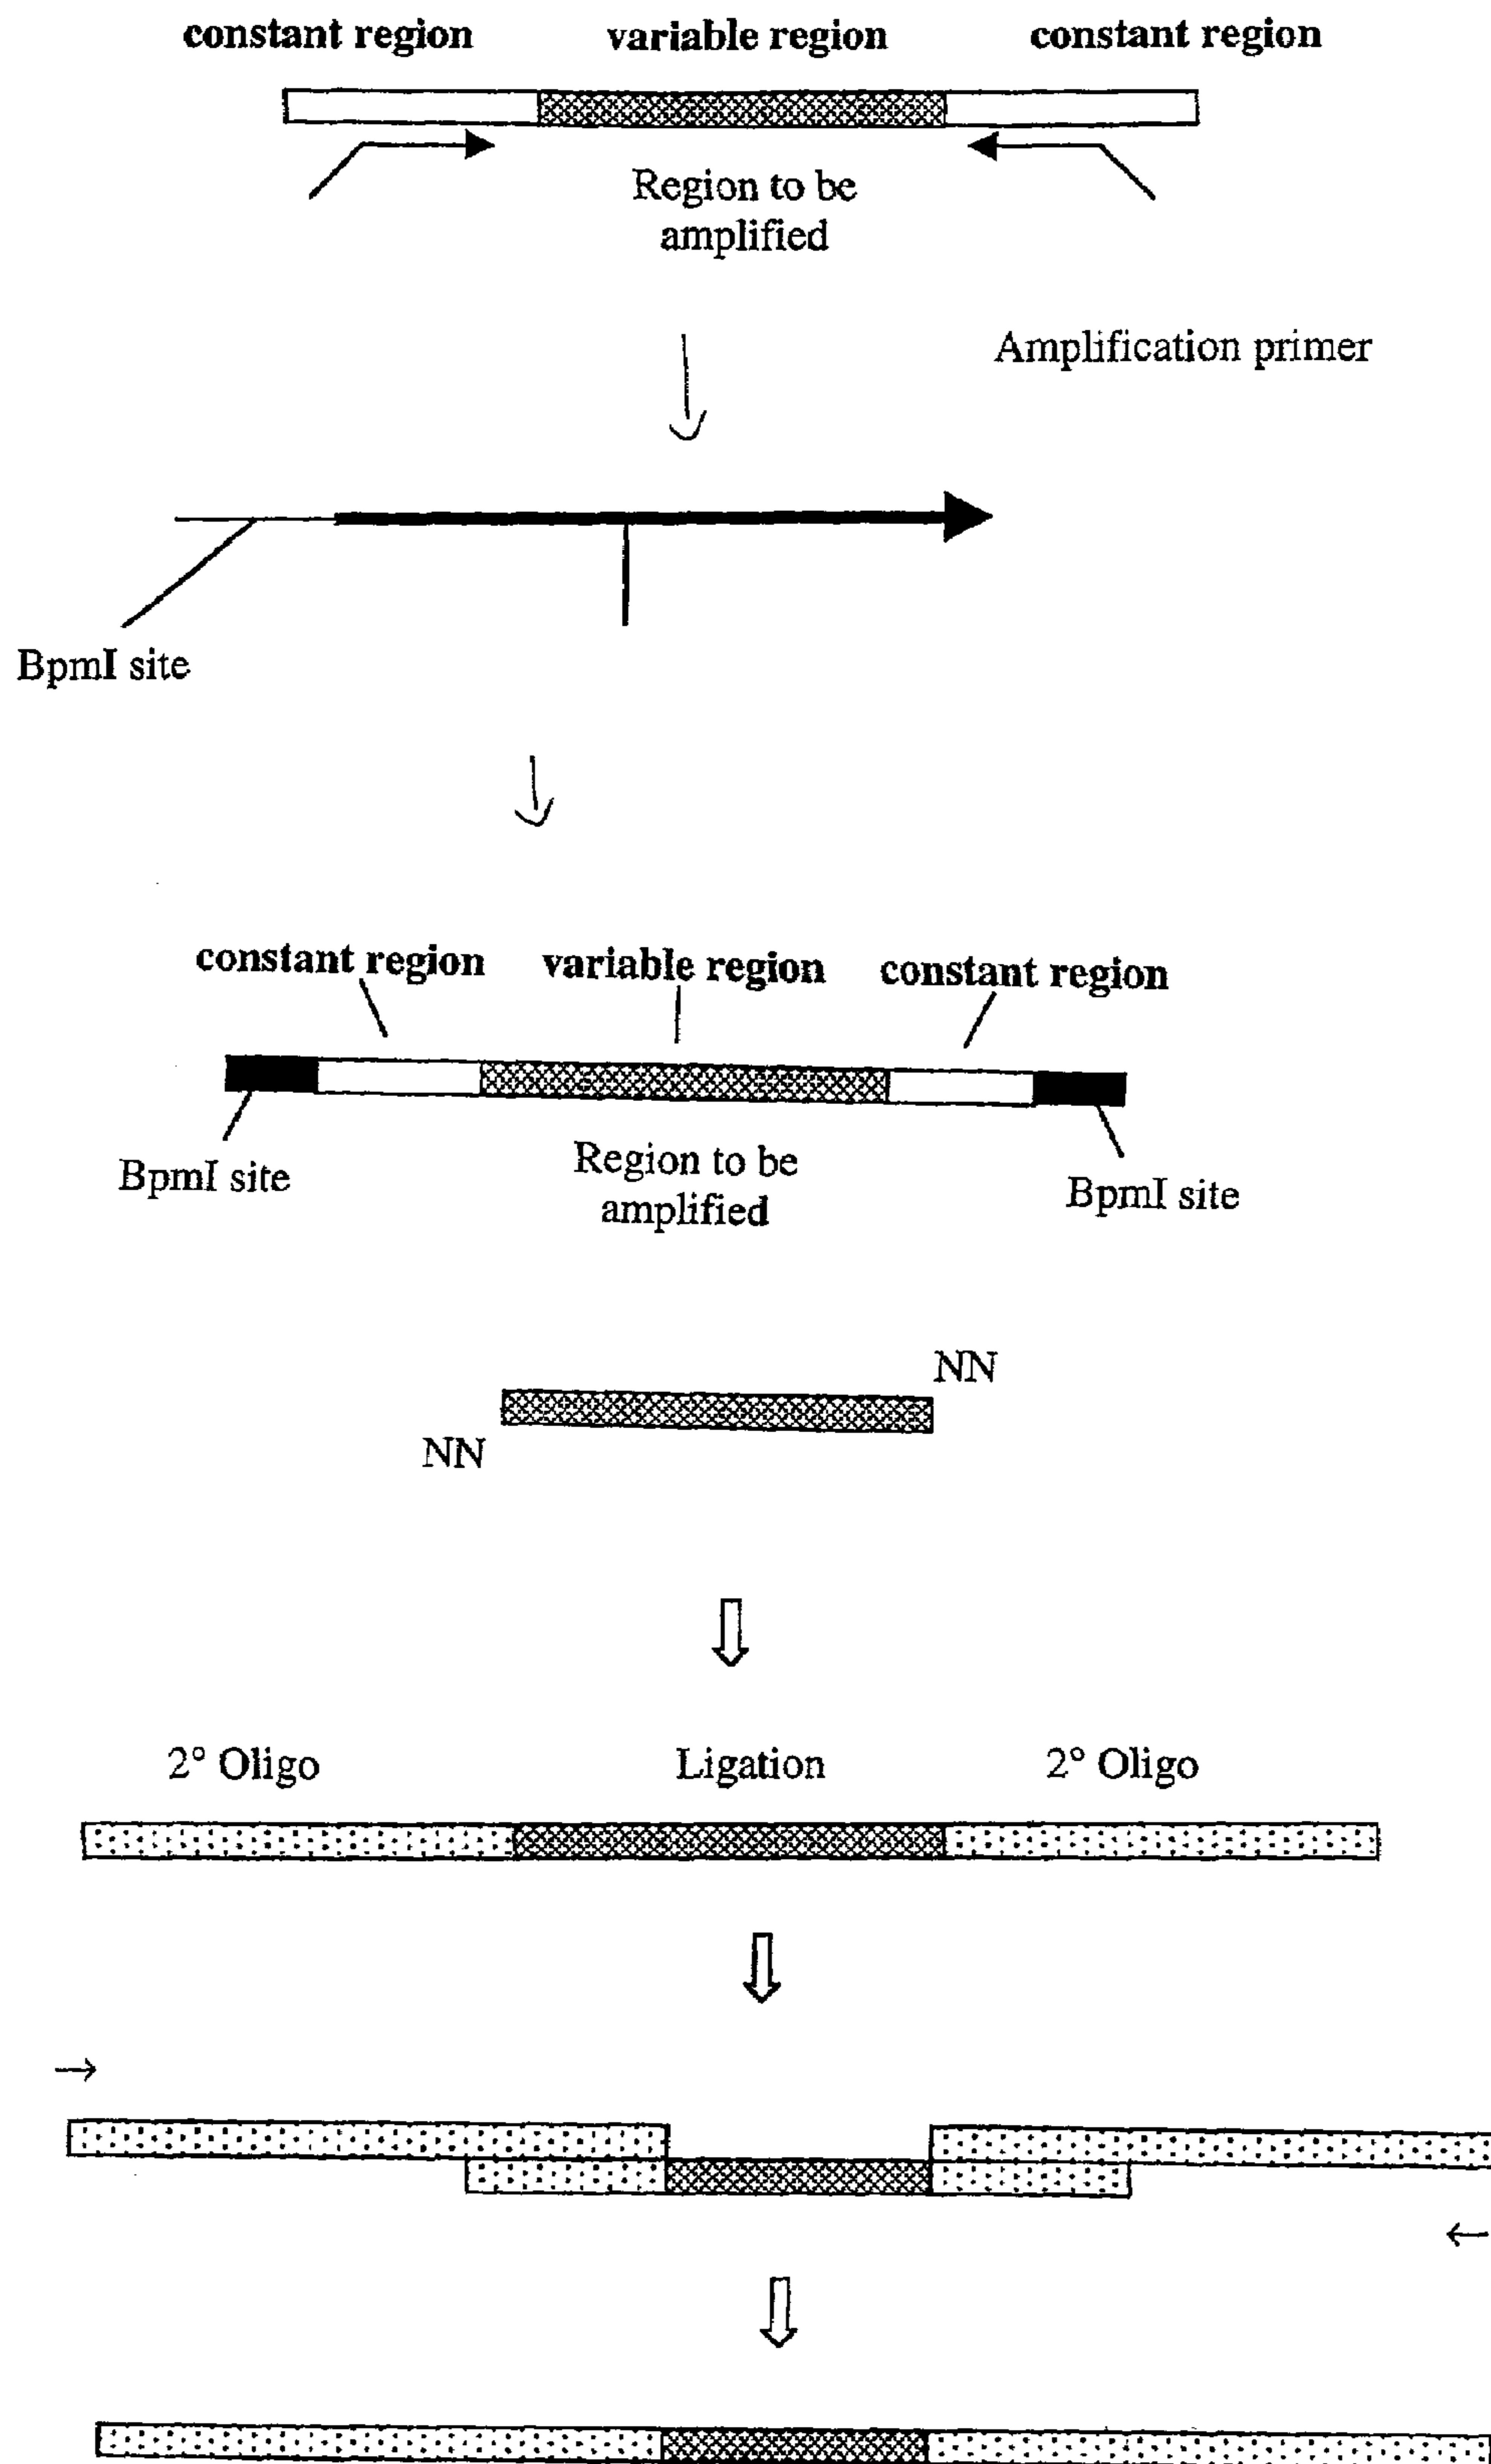 constant region variable region constant region
Region to be
amplified
Amplification primer
BpmI site
constant region variable region constant region
BpmI site
Region to be
amplified
BpmI site
NN
NN
2° Oligo Ligation 2° Oligo